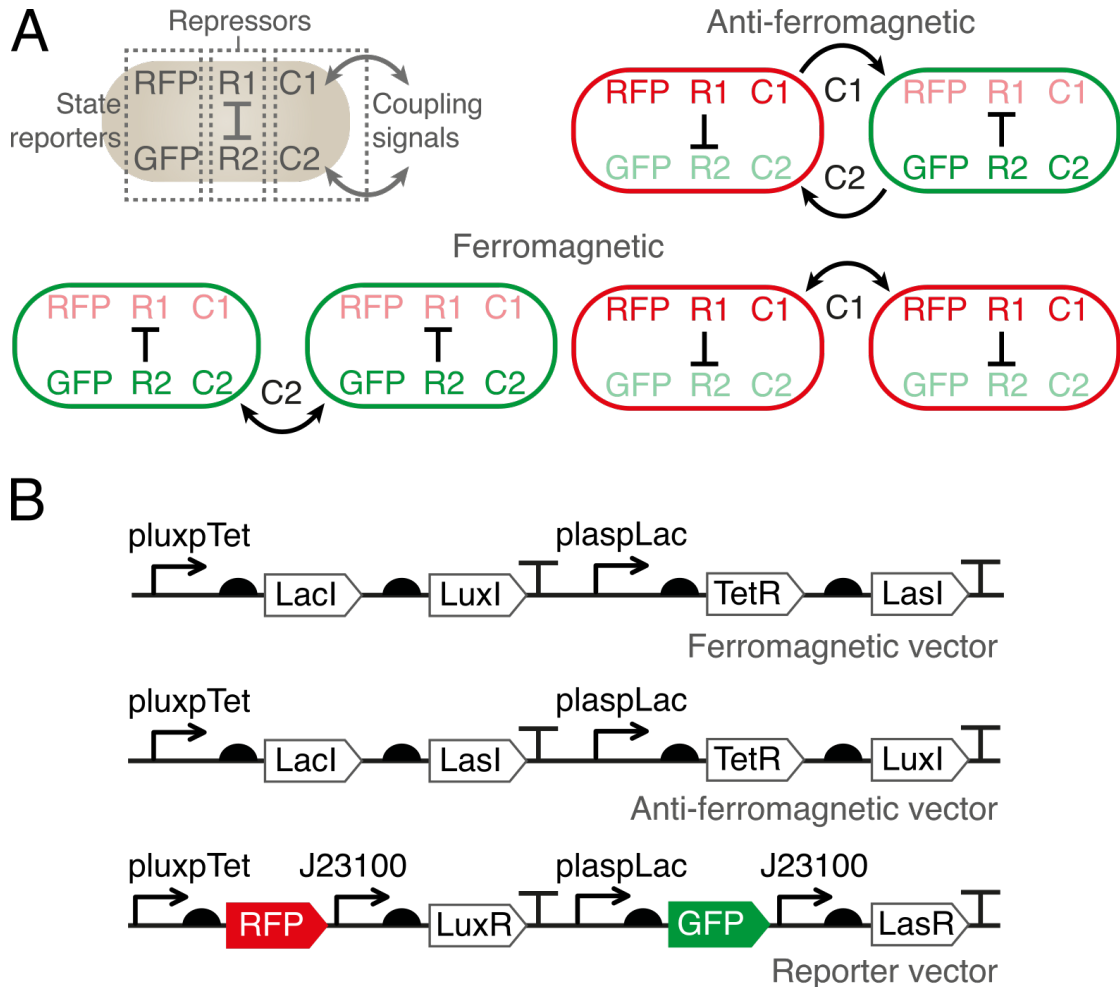 A
Repressors
State reporters
RFP R1 C1
GFP R2 C2
Coupling signals
Anti-ferromagnetic
RFP R1 C1
GFP R2 C2
C1
C2
RFP R1 C1
GFP R2 C2
Ferromagnetic
RFP R1 C1
GFP R2 C2
C2
RFP R1 C1
GFP R2 C2
RFP R1 C1
GFP R2 C2
C1
RFP R1 C1
GFP R2 C2
B
pluxpTet plaspLac
LacI LuxI TetR LasI
Ferromagnetic vector
pluxpTet plaspLac
LacI LasI TetR LuxI
Anti-ferromagnetic vector
pluxpTet J23100 plaspLac J23100
RFP LuxR GFP LasR
Reporter vector